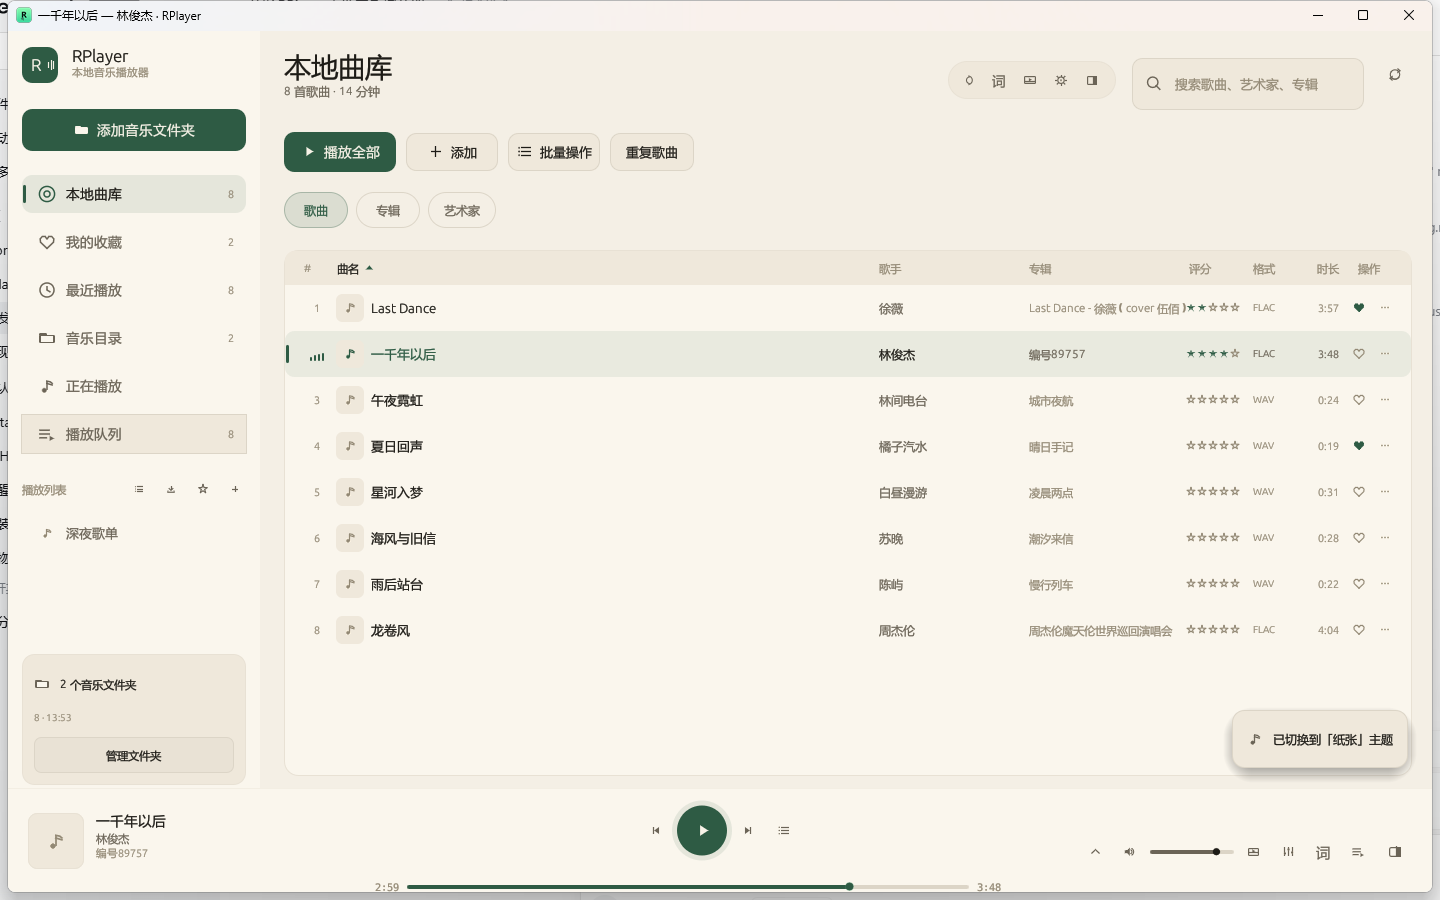 一千年以后 — 林俊杰 · RPlayer
R
RPlayer
本地音乐播放器
添加音乐文件夹
本地曲库 8
我的收藏 2
最近播放 8
音乐目录 2
正在播放
播放队列 8
播放列表
深夜歌单
2 个音乐文件夹
8 · 13:53
管理文件夹
本地曲库
8 首歌曲 · 14 分钟
词
搜索歌曲、艺术家、专辑
播放全部 添加 批量操作 重复歌曲
歌曲 专辑 艺术家
# 曲名 歌手 专辑 评分 格式 时长 操作
1 Last Dance 徐薇 Last Dance - 徐薇 ( cover 伍佰 ) ★★☆☆☆ FLAC 3:57
一千年以后 林俊杰 编号89757 ★★★★☆ FLAC 3:48
3 午夜霓虹 林间电台 城市夜航 ☆☆☆☆☆ WAV 0:24
4 夏日回声 橘子汽水 晴日手记 ☆☆☆☆☆ WAV 0:19
5 星河入梦 白昼漫游 凌晨两点 ☆☆☆☆☆ WAV 0:31
6 海风与旧信 苏晚 潮汐来信 ☆☆☆☆☆ WAV 0:28
7 雨后站台 陈屿 慢行列车 ☆☆☆☆☆ WAV 0:22
8 龙卷风 周杰伦 周杰伦魔天伦世界巡回演唱会 ☆☆☆☆☆ FLAC 4:04
已切换到「纸张」主题
一千年以后
林俊杰
编号89757
词
2:59 3:48